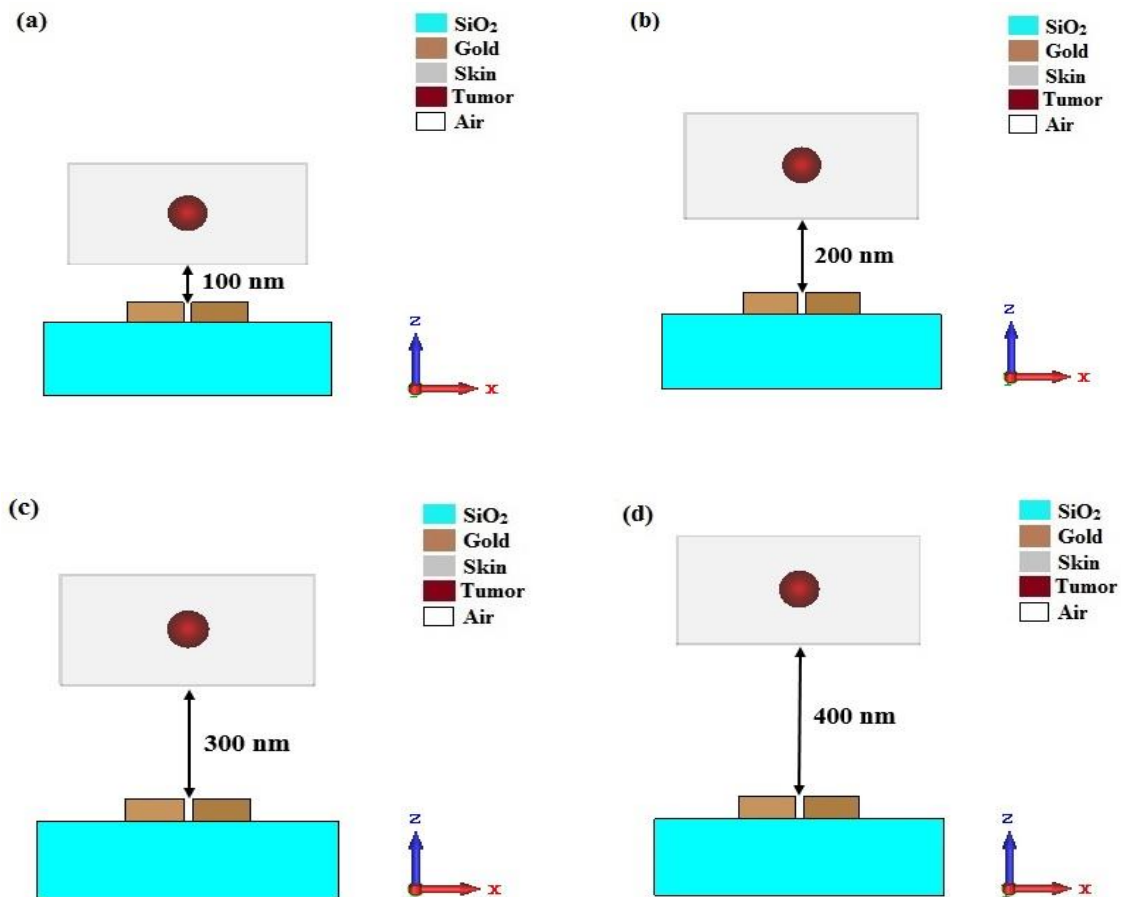 (a)
SiO₂
Gold
Skin
Tumor
Air
100 nm
Z
X
(b)
SiO₂
Gold
Skin
Tumor
Air
200 nm
Z
X
(c)
SiO₂
Gold
Skin
Tumor
Air
300 nm
Z
X
(d)
SiO₂
Gold
Skin
Tumor
Air
400 nm
Z
X